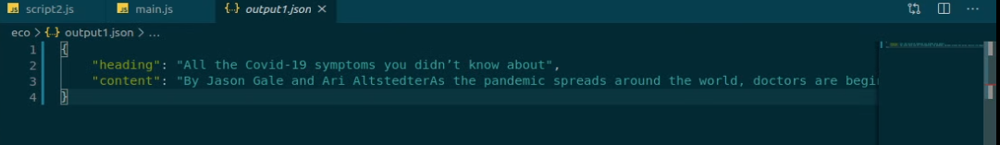 JS script2.js JS main.js {..} output1.json ×
eco > {..} output1.json > ...
1 {
2 "heading": "All the Covid-19 symptoms you didn’t know about",
3 "content": "By Jason Gale and Ari AltstedterAs the pandemic spreads around the world, doctors are begi
4 }